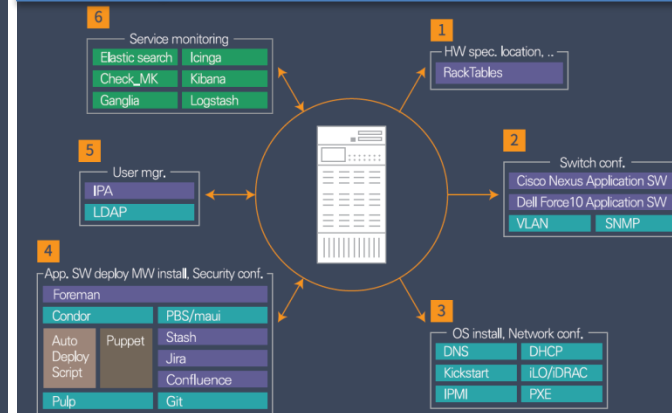 6
Service monitoring
Elastic search Icinga
Check_MK Kibana
Ganglia Logstash
1
HW spec. location, ..
RackTables
2
Switch conf.
Cisco Nexus Application SW
Dell Force10 Application SW
VLAN SNMP
5
User mgr.
IPA
LDAP
4
App. SW deploy MW install, Security conf.
Foreman
Condor PBS/maui
Auto Deploy Script
Puppet
Stash
Jira
Confluence
Pulp Git
3
OS install, Network conf.
DNS DHCP
Kickstart iLO/iDRAC
IPMI PXE